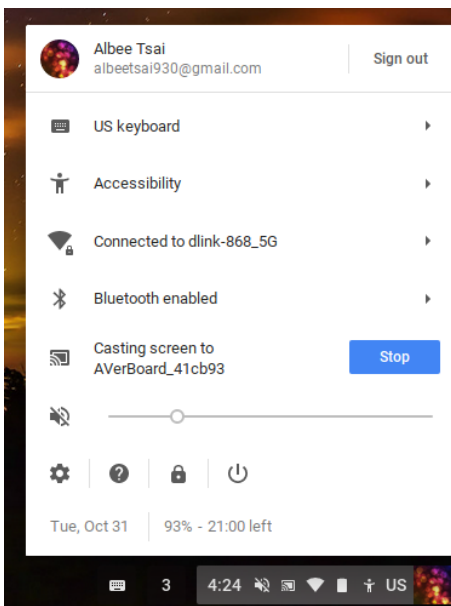 Albee Tsai
albeetsai930@gmail.com
Sign out
US keyboard
Accessibility
Connected to dlink-868_5G
Bluetooth enabled
Casting screen to
AVerBoard_41cb93
Stop
Tue, Oct 31
93% - 21:00 left
3
4:24
US